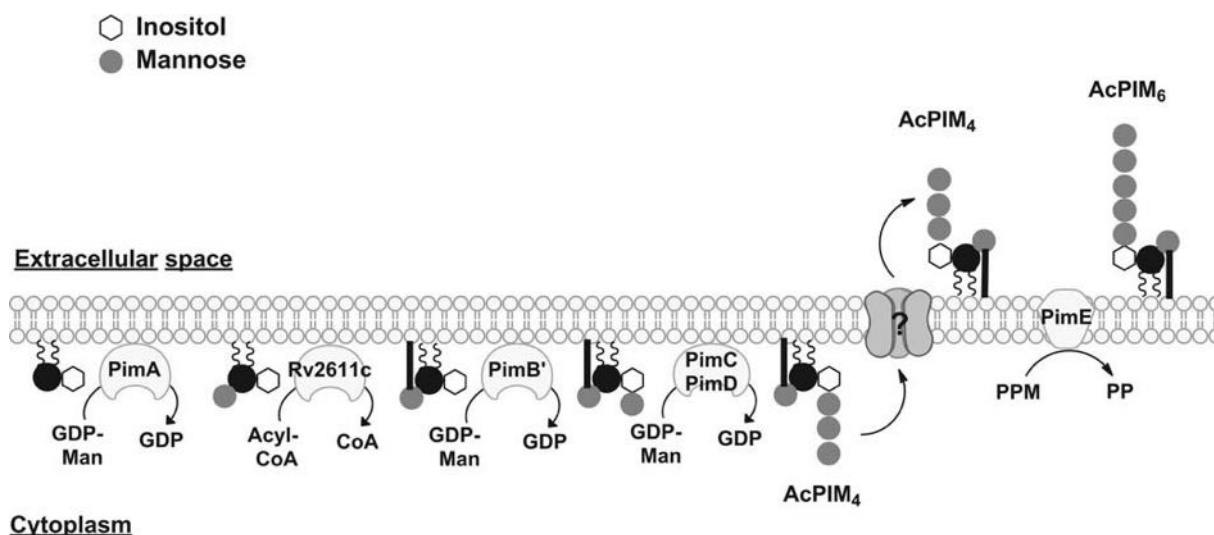 Inositol
Mannose
AcPIM₆
AcPIM₄
Extracellular space
?
PimE
PimA
Rv2611c
PimB'
PimC
PimD
PPM
PP
GDP-
Man
GDP
Acyl-
CoA
CoA
GDP-
Man
GDP
GDP-
Man
GDP
AcPIM₄
Cytoplasm